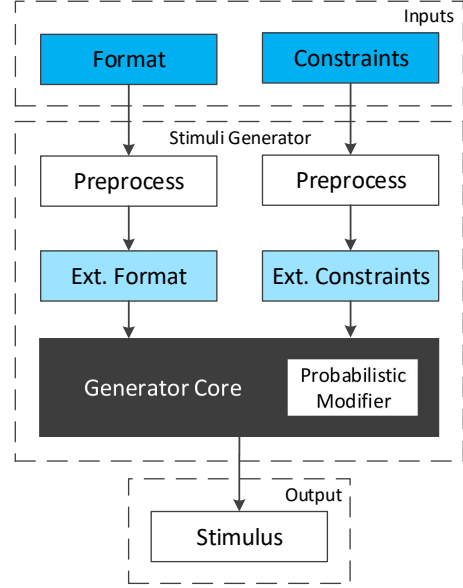 Inputs
Format
Constraints
Stimuli Generator
Preprocess
Preprocess
Ext. Format
Ext. Constraints
Generator Core
Probabilistic
Modifier
Output
Stimulus